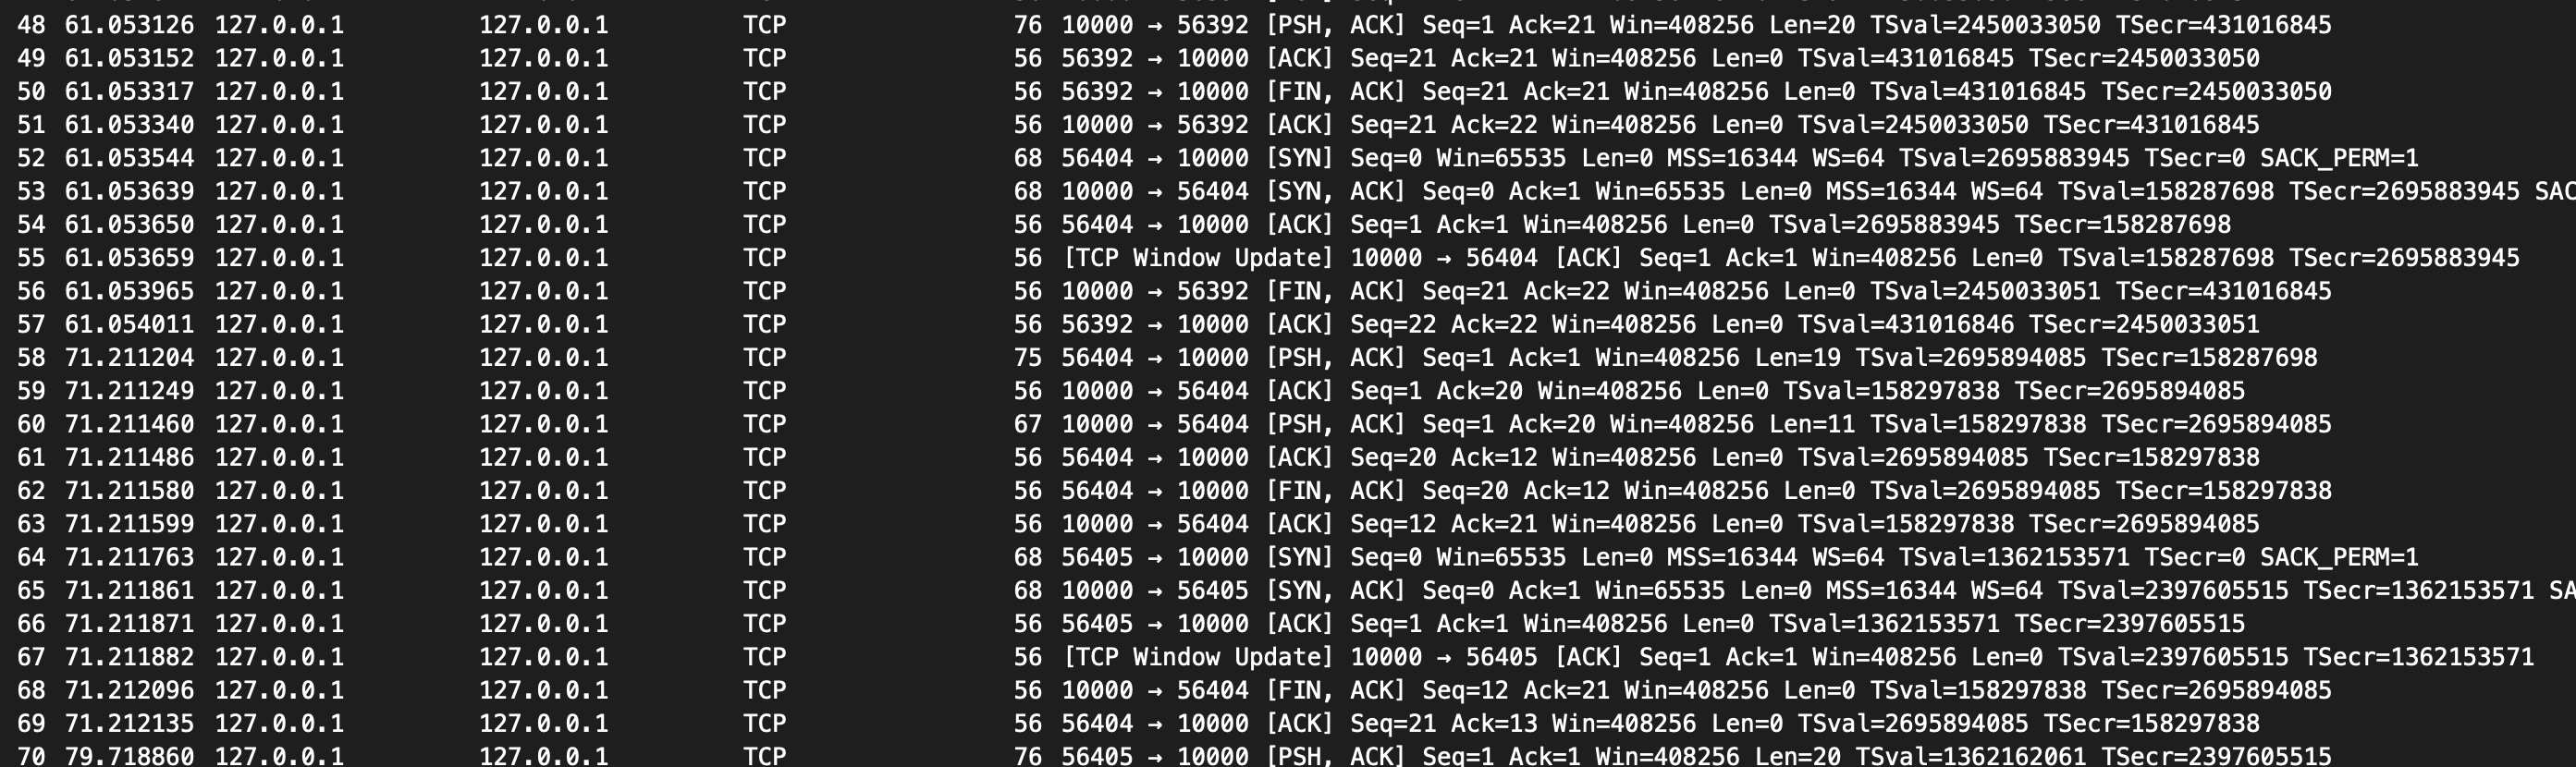 48 61.053126 127.0.0.1 127.0.0.1 TCP 76 10000 → 56392 [PSH, ACK] Seq=1 Ack=21 Win=408256 Len=20 TSval=2450033050 TSecr=431016845
49 61.053152 127.0.0.1 127.0.0.1 TCP 56 56392 → 10000 [ACK] Seq=21 Ack=21 Win=408256 Len=0 TSval=431016845 TSecr=2450033050
50 61.053317 127.0.0.1 127.0.0.1 TCP 56 56392 → 10000 [FIN, ACK] Seq=21 Ack=21 Win=408256 Len=0 TSval=431016845 TSecr=2450033050
51 61.053340 127.0.0.1 127.0.0.1 TCP 56 10000 → 56392 [ACK] Seq=21 Ack=22 Win=408256 Len=0 TSval=2450033050 TSecr=431016845
52 61.053544 127.0.0.1 127.0.0.1 TCP 68 56404 → 10000 [SYN] Seq=0 Win=65535 Len=0 MSS=16344 WS=64 TSval=2695883945 TSecr=0 SACK_PERM=1
53 61.053639 127.0.0.1 127.0.0.1 TCP 68 10000 → 56404 [SYN, ACK] Seq=0 Ack=1 Win=65535 Len=0 MSS=16344 WS=64 TSval=158287698 TSecr=2695883945 SAC
54 61.053650 127.0.0.1 127.0.0.1 TCP 56 56404 → 10000 [ACK] Seq=1 Ack=1 Win=408256 Len=0 TSval=2695883945 TSecr=158287698
55 61.053659 127.0.0.1 127.0.0.1 TCP 56 [TCP Window Update] 10000 → 56404 [ACK] Seq=1 Ack=1 Win=408256 Len=0 TSval=158287698 TSecr=2695883945
56 61.053965 127.0.0.1 127.0.0.1 TCP 56 10000 → 56392 [FIN, ACK] Seq=21 Ack=22 Win=408256 Len=0 TSval=2450033051 TSecr=431016845
57 61.054011 127.0.0.1 127.0.0.1 TCP 56 56392 → 10000 [ACK] Seq=22 Ack=22 Win=408256 Len=0 TSval=431016846 TSecr=2450033051
58 71.211204 127.0.0.1 127.0.0.1 TCP 75 56404 → 10000 [PSH, ACK] Seq=1 Ack=1 Win=408256 Len=19 TSval=2695894085 TSecr=158287698
59 71.211249 127.0.0.1 127.0.0.1 TCP 56 10000 → 56404 [ACK] Seq=1 Ack=20 Win=408256 Len=0 TSval=158297838 TSecr=2695894085
60 71.211460 127.0.0.1 127.0.0.1 TCP 67 10000 → 56404 [PSH, ACK] Seq=1 Ack=20 Win=408256 Len=11 TSval=158297838 TSecr=2695894085
61 71.211486 127.0.0.1 127.0.0.1 TCP 56 56404 → 10000 [ACK] Seq=20 Ack=12 Win=408256 Len=0 TSval=2695894085 TSecr=158297838
62 71.211580 127.0.0.1 127.0.0.1 TCP 56 56404 → 10000 [FIN, ACK] Seq=20 Ack=12 Win=408256 Len=0 TSval=2695894085 TSecr=158297838
63 71.211599 127.0.0.1 127.0.0.1 TCP 56 10000 → 56404 [ACK] Seq=12 Ack=21 Win=408256 Len=0 TSval=158297838 TSecr=2695894085
64 71.211763 127.0.0.1 127.0.0.1 TCP 68 56405 → 10000 [SYN] Seq=0 Win=65535 Len=0 MSS=16344 WS=64 TSval=1362153571 TSecr=0 SACK_PERM=1
65 71.211861 127.0.0.1 127.0.0.1 TCP 68 10000 → 56405 [SYN, ACK] Seq=0 Ack=1 Win=65535 Len=0 MSS=16344 WS=64 TSval=2397605515 TSecr=1362153571 SA
66 71.211871 127.0.0.1 127.0.0.1 TCP 56 56405 → 10000 [ACK] Seq=1 Ack=1 Win=408256 Len=0 TSval=1362153571 TSecr=2397605515
67 71.211882 127.0.0.1 127.0.0.1 TCP 56 [TCP Window Update] 10000 → 56405 [ACK] Seq=1 Ack=1 Win=408256 Len=0 TSval=2397605515 TSecr=1362153571
68 71.212096 127.0.0.1 127.0.0.1 TCP 56 10000 → 56404 [FIN, ACK] Seq=12 Ack=21 Win=408256 Len=0 TSval=158297838 TSecr=2695894085
69 71.212135 127.0.0.1 127.0.0.1 TCP 56 56404 → 10000 [ACK] Seq=21 Ack=13 Win=408256 Len=0 TSval=2695894085 TSecr=158297838
70 79.718860 127.0.0.1 127.0.0.1 TCP 76 56405 → 10000 [PSH, ACK] Seq=1 Ack=1 Win=408256 Len=20 TSval=1362162061 TSecr=2397605515